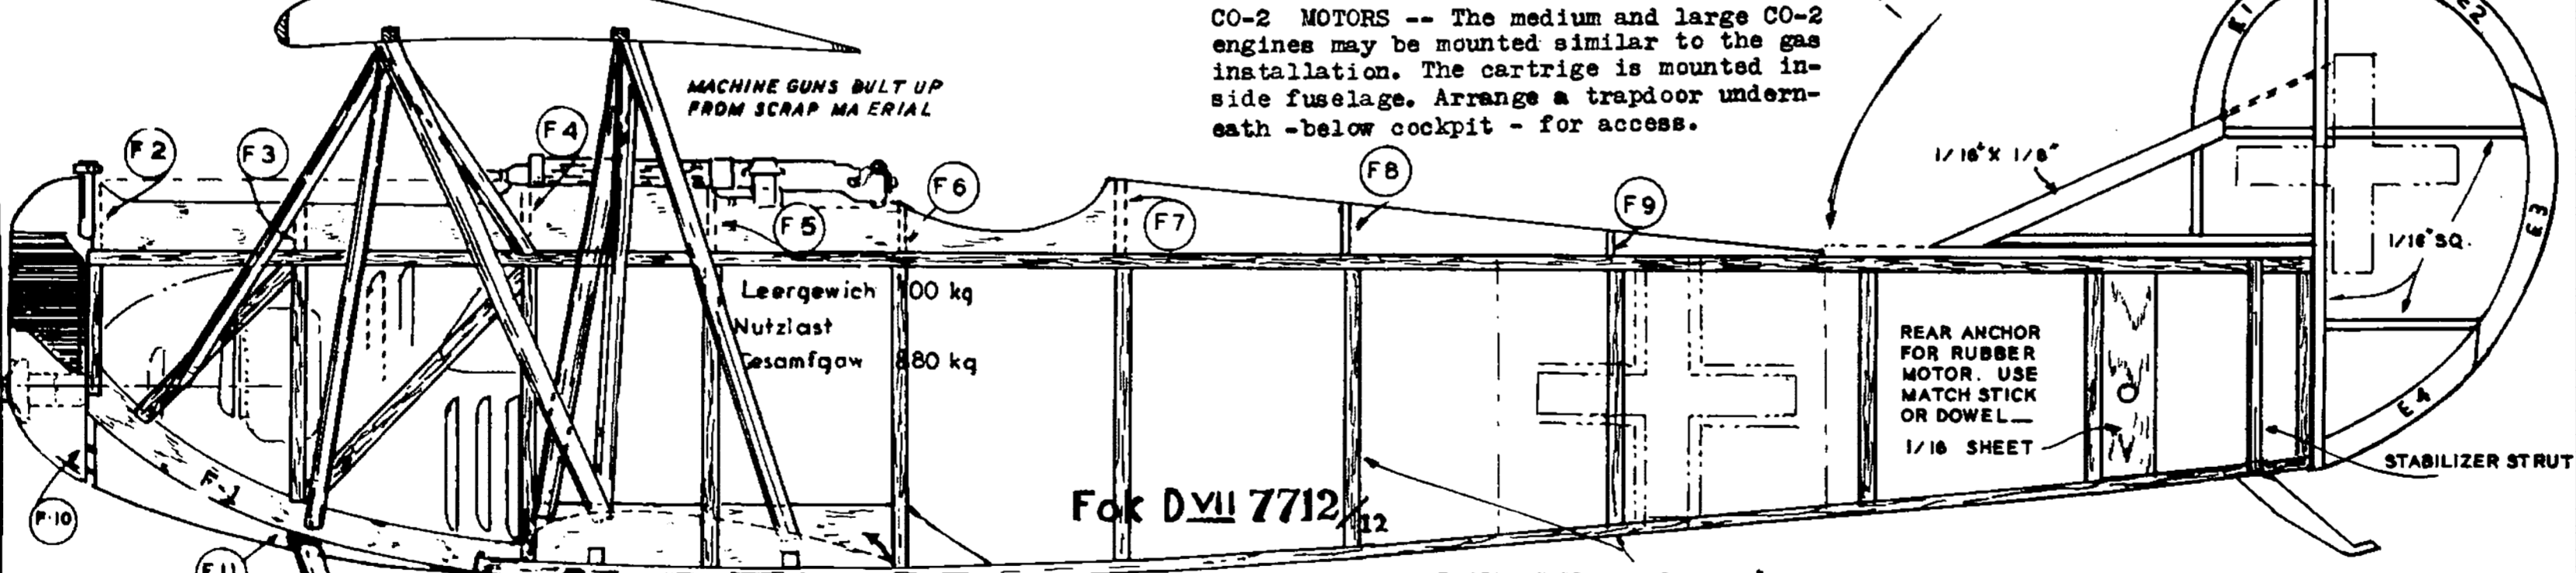 CO-2 MOTORS -- The medium and large CO-2
engines may be mounted similar to the gas
installation. The cartrige is mounted in-
side fuselage. Arrange a trapdoor undern-
eath -below cockpit - for access.
MACHINE GUNS BULT UP
FROM SCRAP MA ERIAL
F2
F3
F4
F5
F6
F7
F8
F9
1/16" X 1/8"
E2
E3
1/16" SQ.
Leergewich 00 kg
Nutzlast
Gesamfgaw 880 kg
REAR ANCHOR
FOR RUBBER
MOTOR. USE
MATCH STICK
OR DOWEL—
1/16 SHEET
E4
STABILIZER STRUT
F-1
F-10
F11
Fok D VII 7712/12